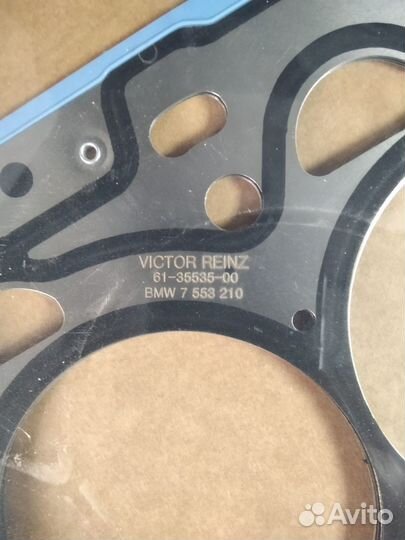 VICTOR REINZ
61-35535-00
BMW 7 553 210
Avito